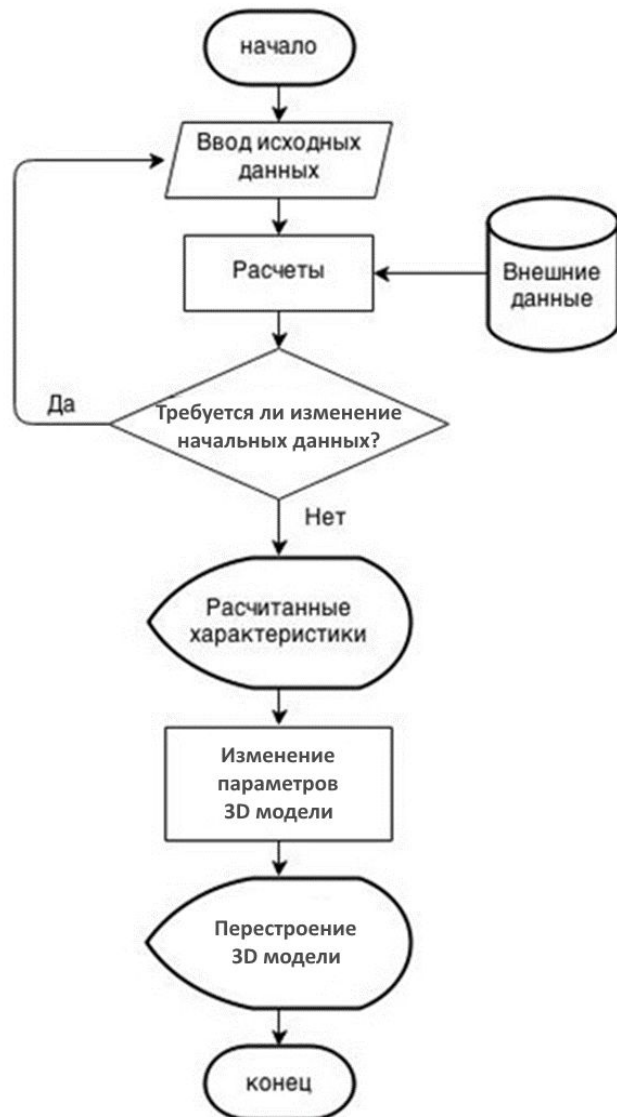 начало
Ввод исходных
данных
Расчеты
Внешние
данные
Да
Требуется ли изменение
начальных данных?
Нет
Расчитанные
характеристики
Изменение
параметров
3D модели
Перестроение
3D модели
конец